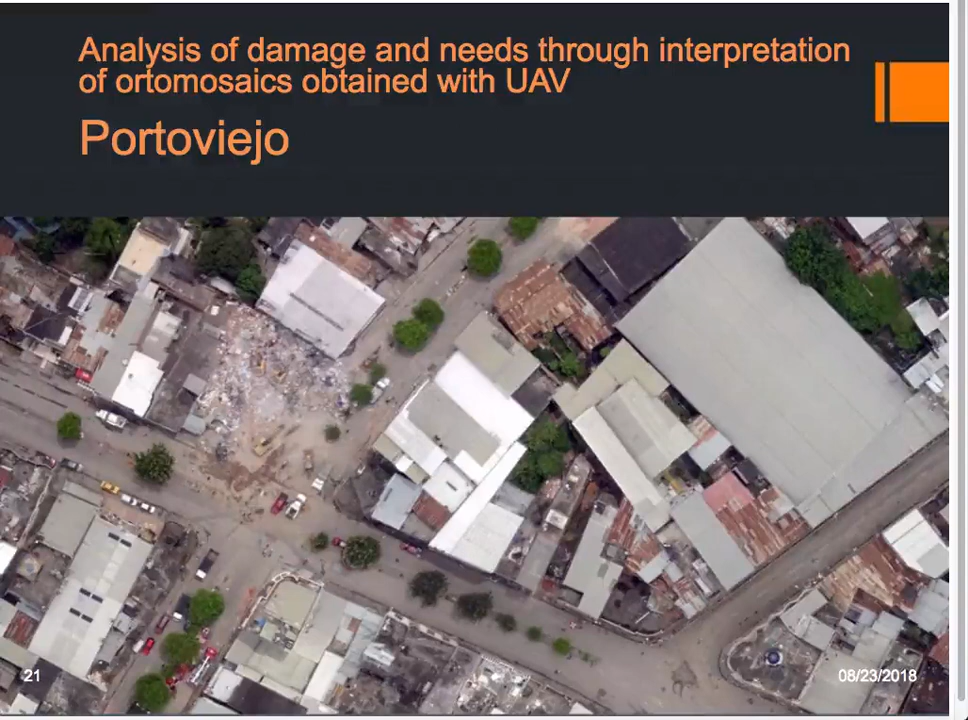 Analysis of damage and needs through interpretation
of ortomosaics obtained with UAV
Portoviejo
21
08/23/2018